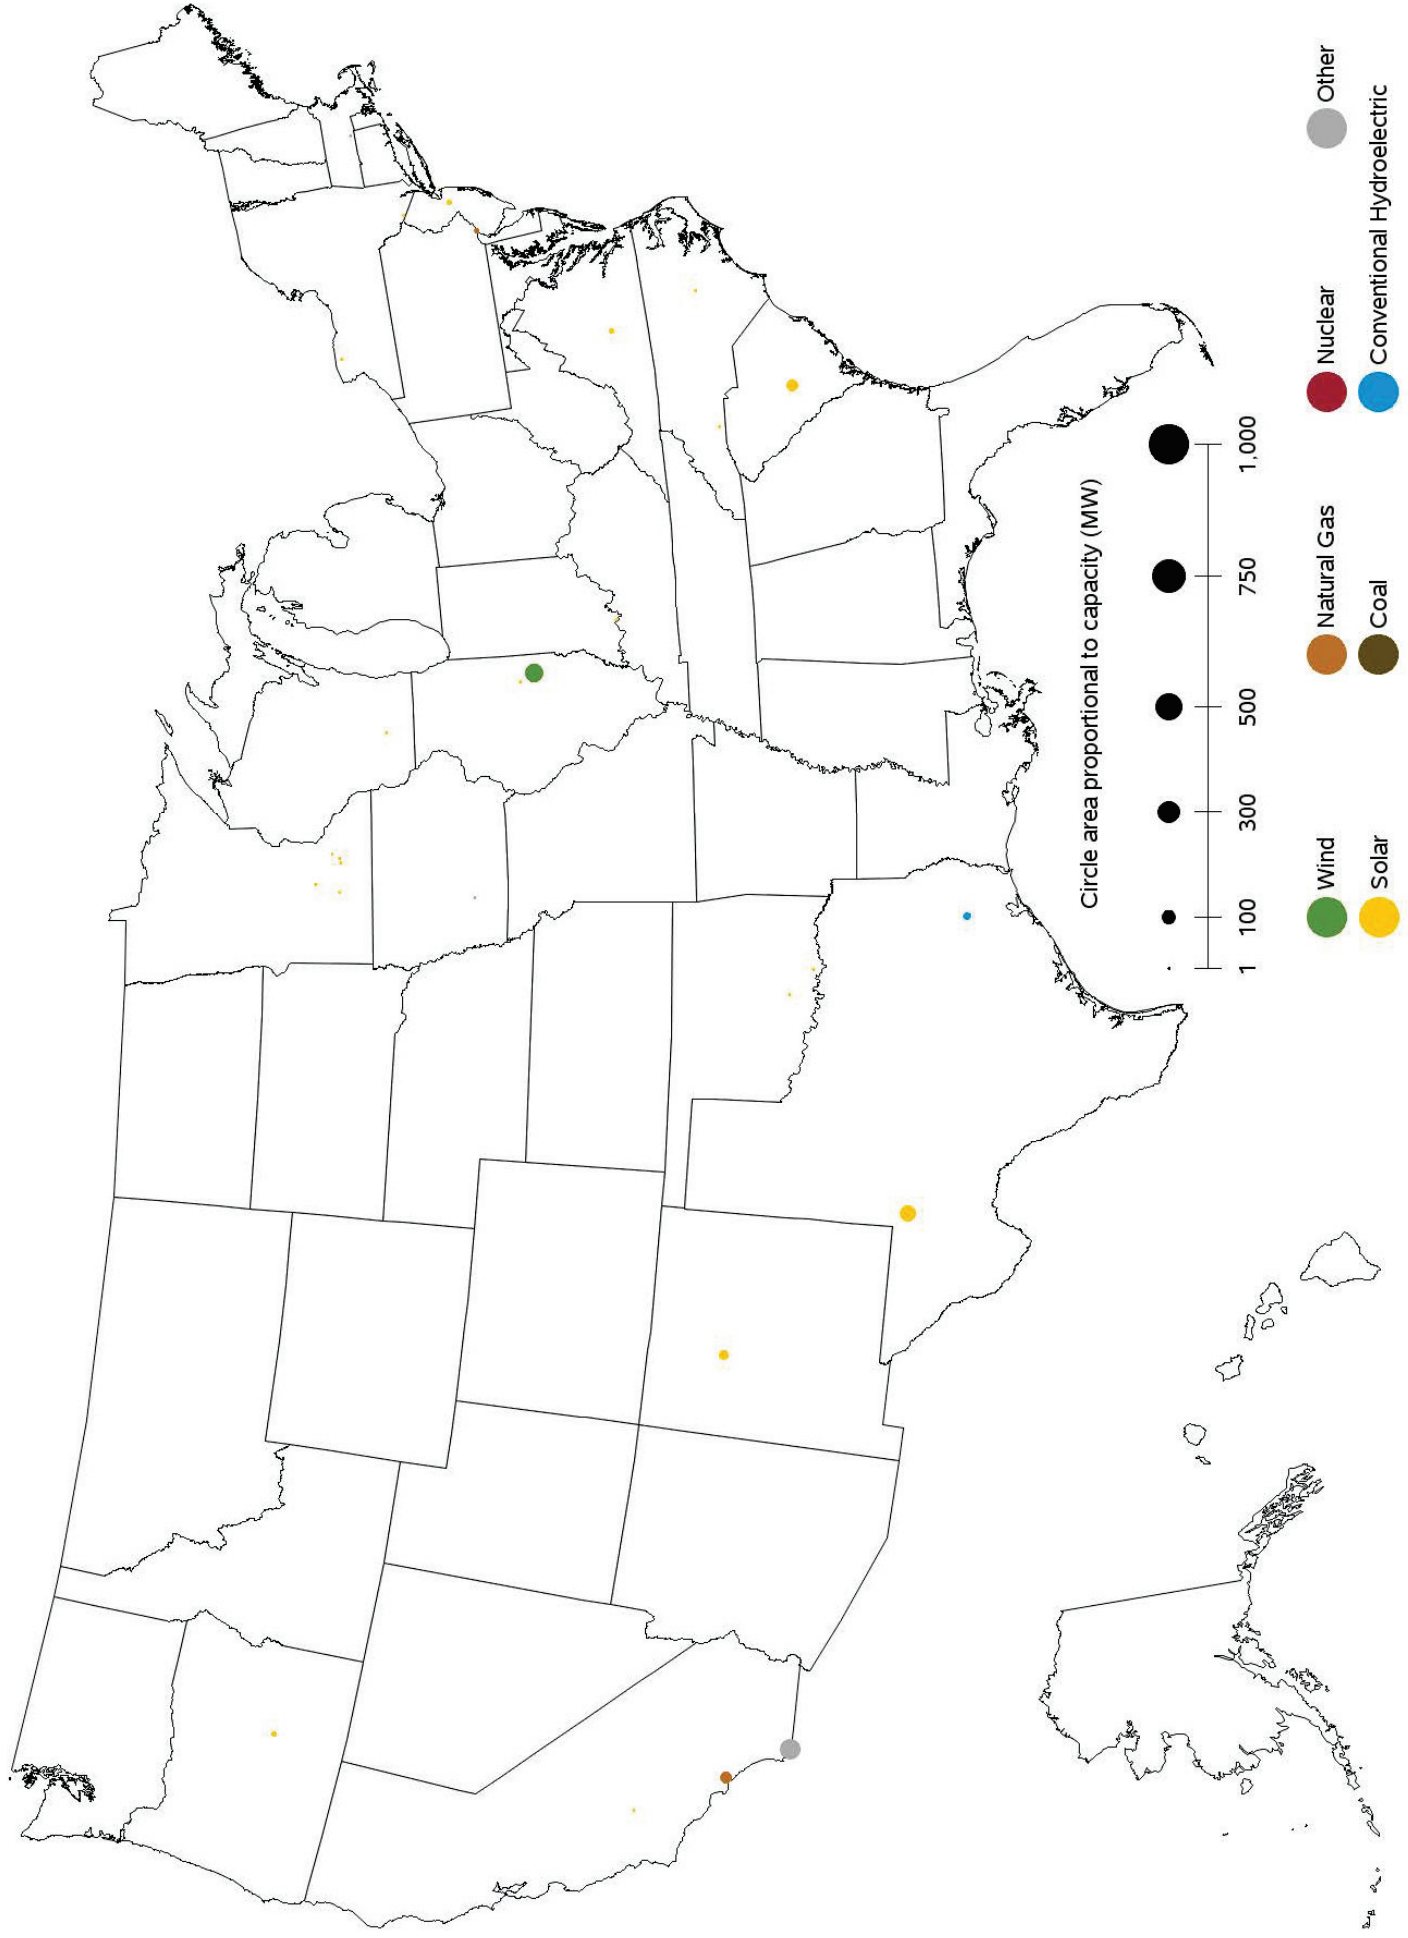 Circle area proportional to capacity (MW)
1 100 300 500 750 1,000
Wind Natural Gas Nuclear Other
Solar Coal Conventional Hydroelectric